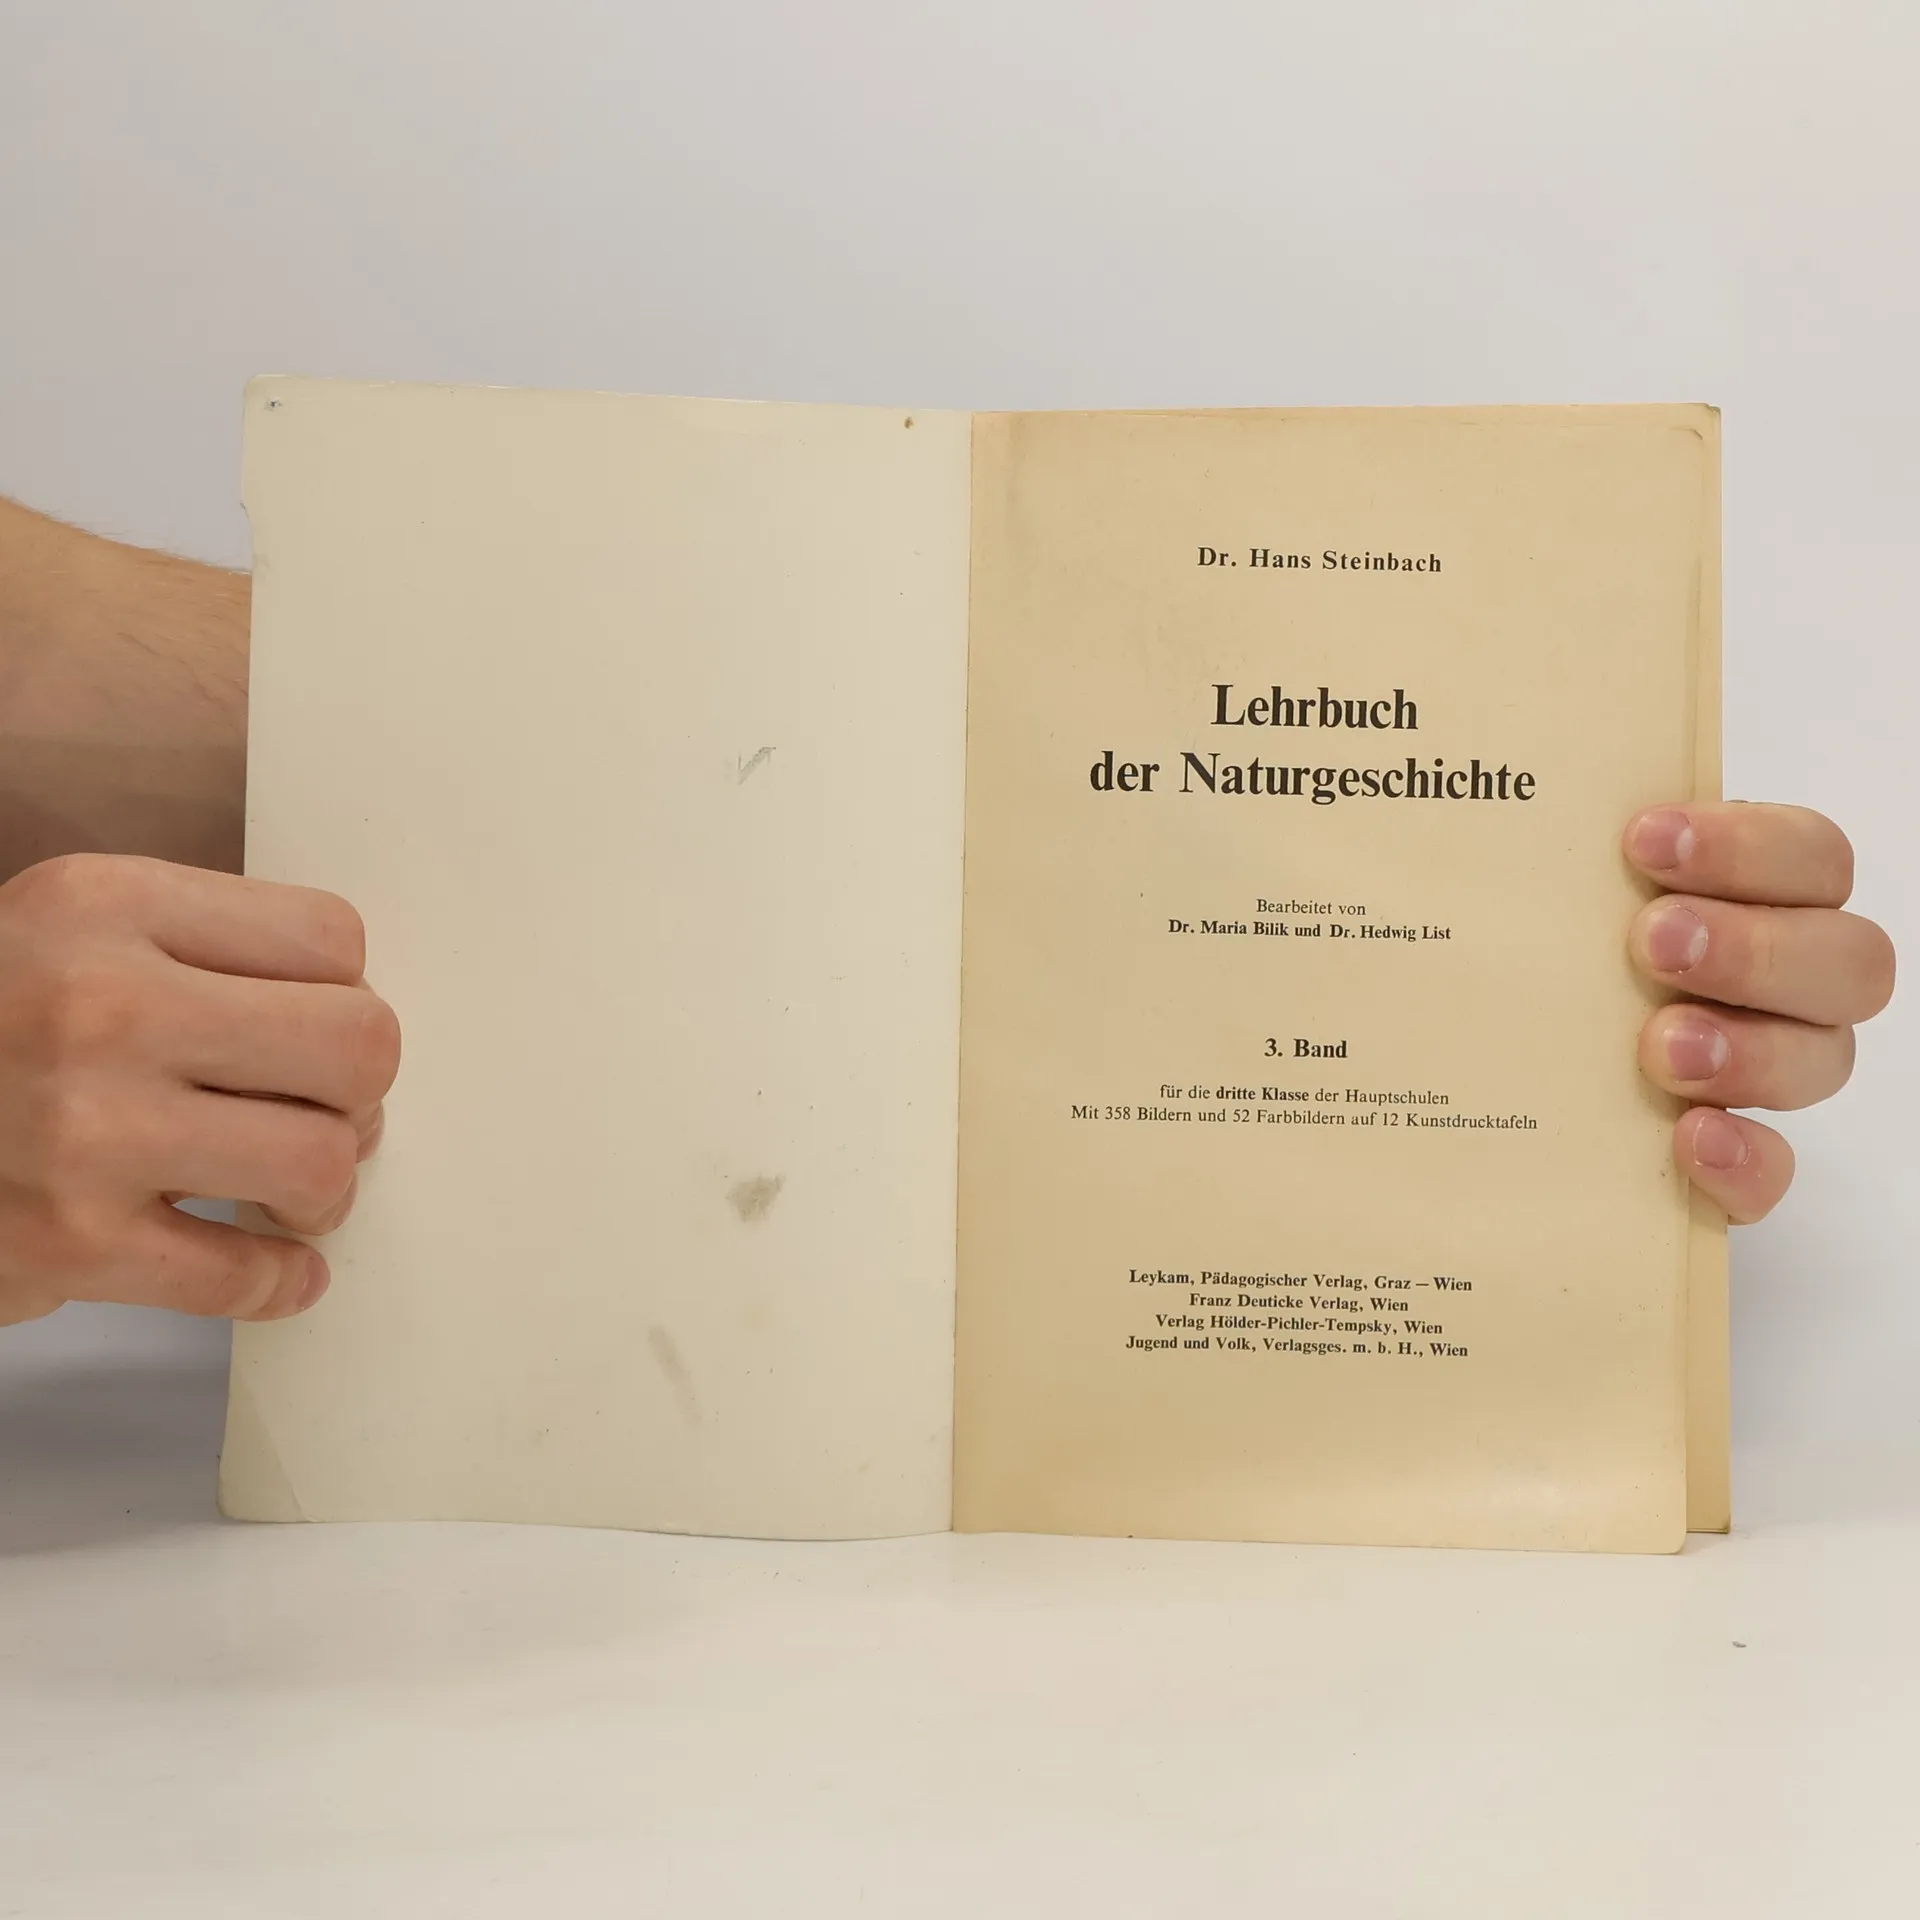 Dr. Hans Steinbach
Lehrbuch
der Naturgeschichte
Bearbeitet von
Dr. Maria Bilik und Dr. Hedwig List
3. Band
für die dritte Klasse der Hauptschulen
Mit 358 Bildern und 52 Farbbildern auf 12 Kunstdrucktafeln
Leykam, Pädagogischer Verlag, Graz — Wien
Franz Deuticke Verlag, Wien
Verlag Hölder-Pichler-Tempsky, Wien
Jugend und Volk, Verlagsges. m. b. H., Wien